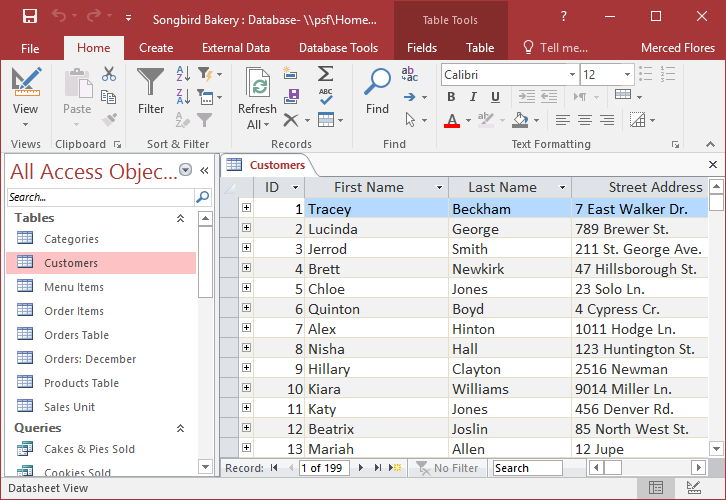 Songbird Bakery : Database- \\psf\Home...
Table Tools
?
File
Home
Create
External Data
Database Tools
Fields
Table
Tell me...
Merced Flores
View
Paste
Filter
Refresh
All
Find
ABC
ab
ac
Calibri
12
B I U
A
Views
Clipboard
Sort & Filter
Records
Find
Text Formatting
All Access Objec...
Search...
Tables
Categories
Customers
Menu Items
Order Items
Orders Table
Orders: December
Products Table
Sales Unit
Queries
Cakes & Pies Sold
Cookies Sold
Customers
ID First Name Last Name Street Address
1 Tracey Beckham 7 East Walker Dr.
2 Lucinda George 789 Brewer St.
3 Jerrod Smith 211 St. George Ave.
4 Brett Newkirk 47 Hillsborough St.
5 Chloe Jones 23 Solo Ln.
6 Quinton Boyd 4 Cypress Cr.
7 Alex Hinton 1011 Hodge Ln.
8 Nisha Hall 123 Huntington St.
9 Hillary Clayton 2516 Newman
10 Kiara Williams 9014 Miller Ln.
11 Katy Jones 456 Denver Rd.
12 Beatrix Joslin 85 North West St.
13 Mariah Allen 12 Jupe
Record: 1 of 199 No Filter Search
Datasheet View